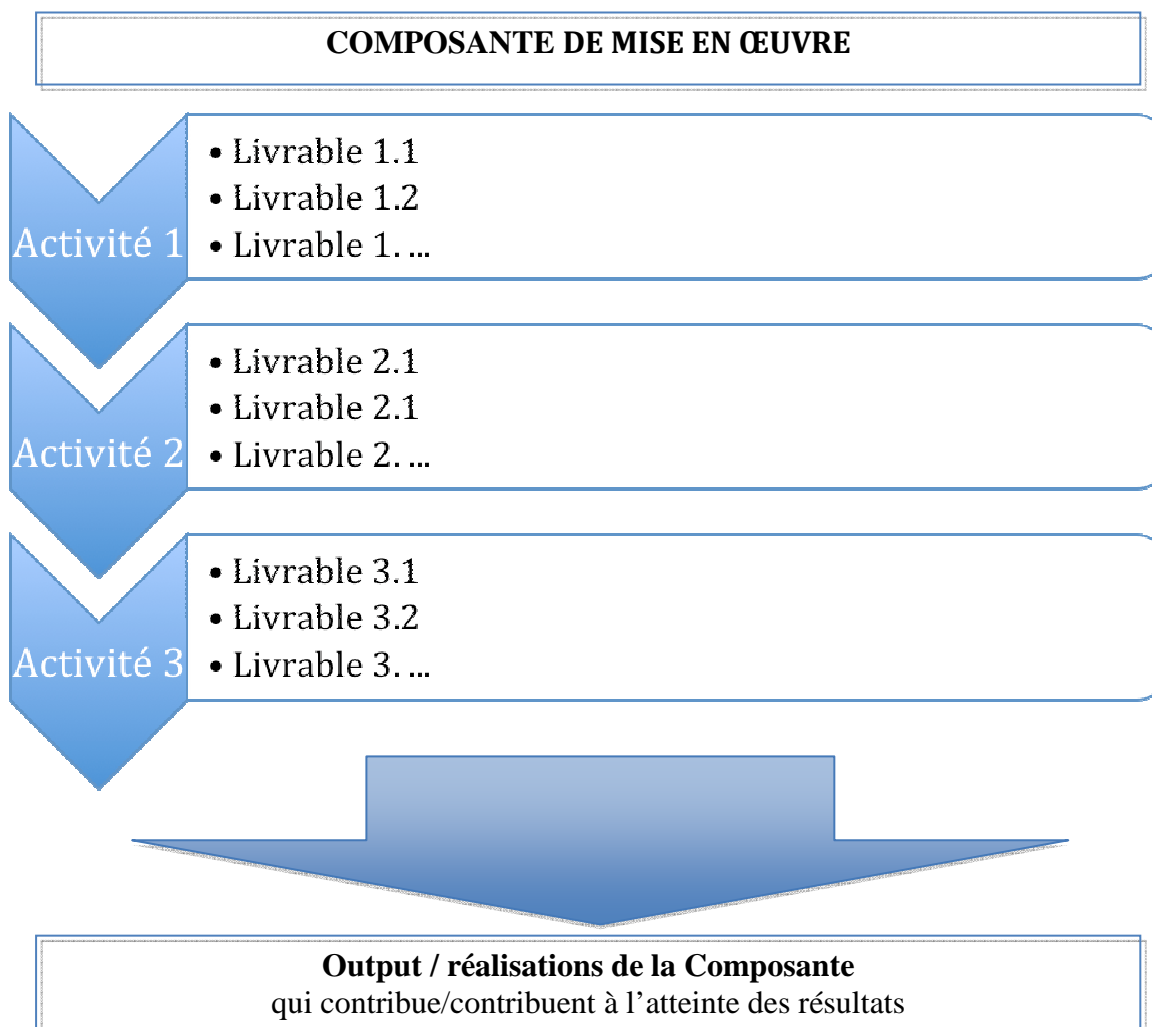 COMPOSANTE DE MISE EN ŒUVRE
• Livrable 1.1
• Livrable 1.2
Activité 1
• Livrable 1. ...
• Livrable 2.1
• Livrable 2.1
Activité 2
• Livrable 2. ...
• Livrable 3.1
• Livrable 3.2
Activité 3
• Livrable 3. ...
Output / réalisations de la Composante
qui contribue/contribuent à l’atteinte des résultats